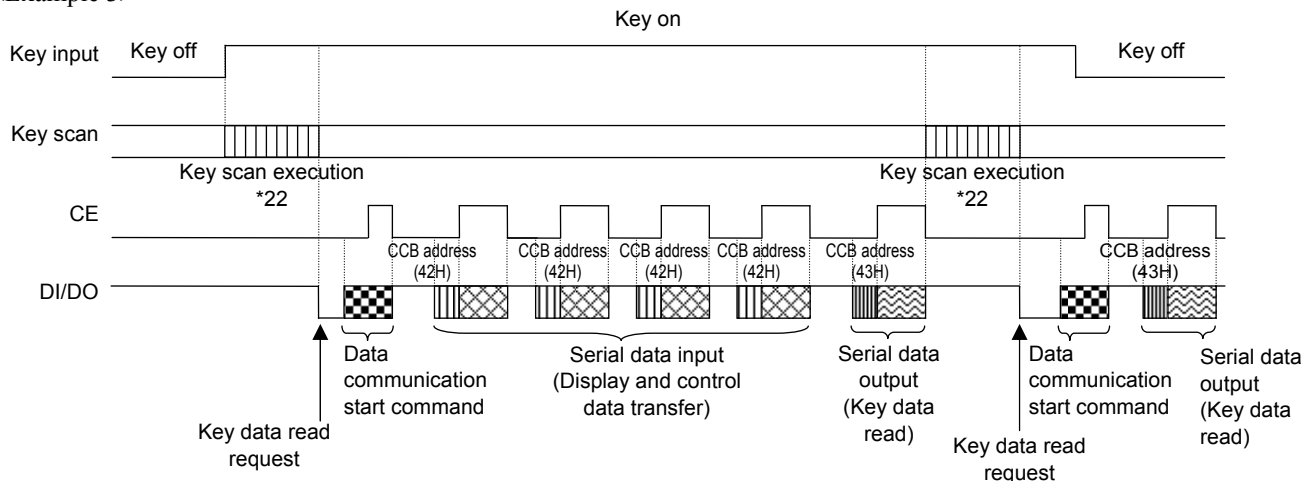 Key on
Key input
Key off
Key off
Key scan
Key scan execution
*22
Key scan execution
*22
CE
CCB address
(42H)
CCB address
(42H)
CCB address
(42H)
CCB address
(42H)
CCB address
(43H)
CCB address
(43H)
DI/DO
Data
communication
start command
Serial data input
(Display and control
data transfer)
Serial data
output
(Key data
read)
Data
communication
start command
Serial data
output
(Key data
read)
Key data read
request
Key data read
request